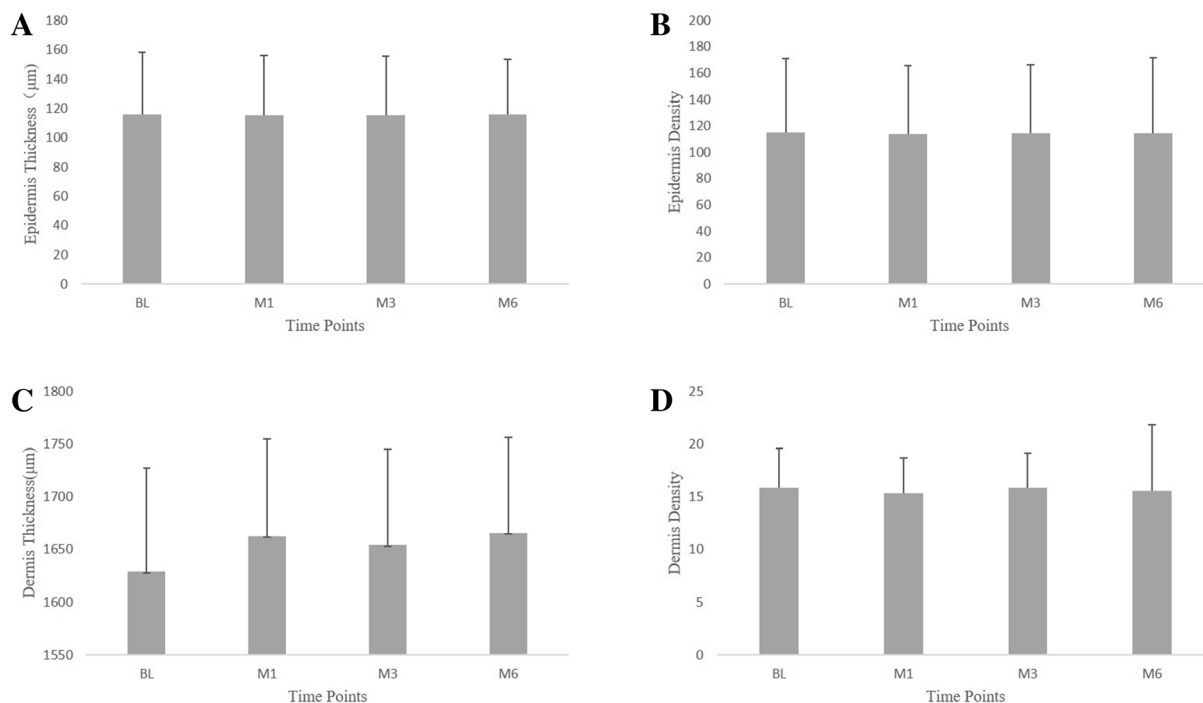 A
Epidermis Thickness（μm）
180
160
140
120
100
80
60
40
20
0
BL M1 M3 M6
Time Points
B
Epidermis Density
200
180
160
140
120
100
80
60
40
20
0
BL M1 M3 M6
Time Points
C
Dermis Thickness(μm)
1800
1750
1700
1650
1600
1550
BL M1 M3 M6
Time Points
D
Dermis Density
25
20
15
10
5
0
BL M1 M3 M6
Time Points